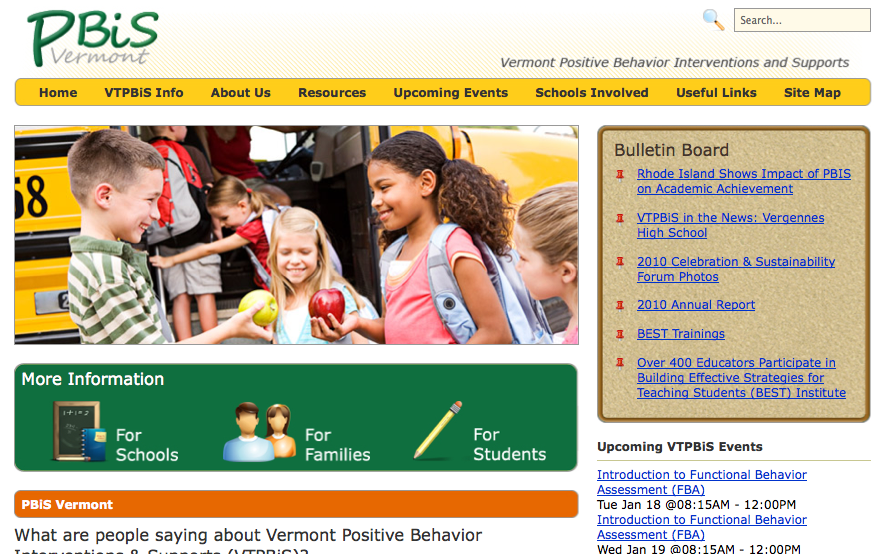 PBiS
Vermont
Search...
Vermont Positive Behavior Interventions and Supports
Home VTPBiS Info About Us Resources Upcoming Events Schools Involved Useful Links Site Map
58
Bulletin Board
Rhode Island Shows Impact of PBIS
on Academic Achievement
VTPBiS in the News: Vergennes
High School
2010 Celebration & Sustainability
Forum Photos
2010 Annual Report
BEST Trainings
Over 400 Educators Participate in
Building Effective Strategies for
Teaching Students (BEST) Institute
More Information
1+1=2
For
Schools
For
Families
For
Students
Upcoming VTPBiS Events
Introduction to Functional Behavior
Assessment (FBA)
Tue Jan 18 @08:15AM - 12:00PM
Introduction to Functional Behavior
Assessment (FBA)
Wed Jan 19 @08:15AM - 12:00PM
PBiS Vermont
What are people saying about Vermont Positive Behavior
Interventions & Supports (VTPBiS)?